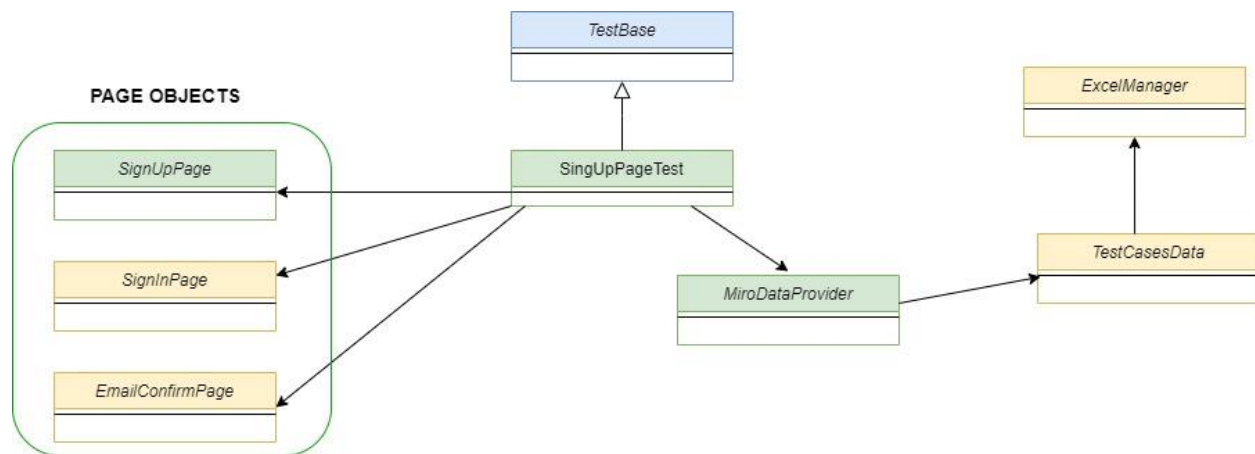 TestBase
ExcelManager
PAGE OBJECTS
SignUpPage
SingUpPageTest
SignInPage
MiroDataProvider
TestCasesData
EmailConfirmPage